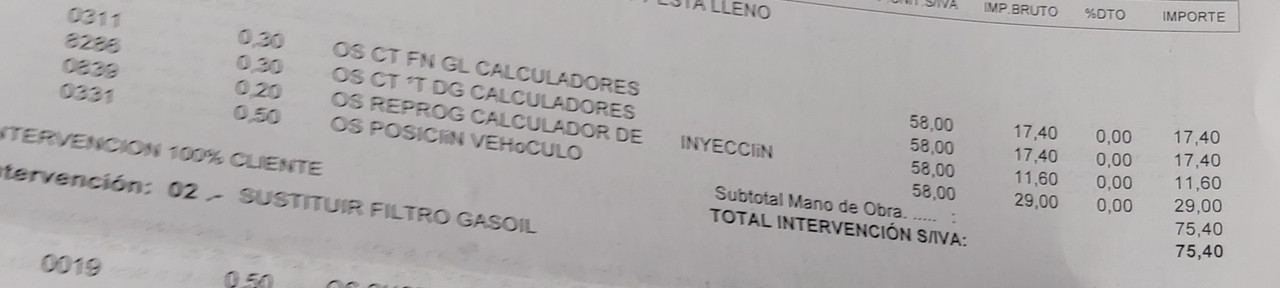 ESTA LLENO S/IVA IMP.BRUTO %DTO IMPORTE
0311 0,30 OS CT FN GL CALCULADORES 58,00 17,40 0,00 17,40
8286 0,30 OS CT *T DG CALCULADORES 58,00 17,40 0,00 17,40
0839 0,20 OS REPROG CALCULADOR DE INYECCIïN 58,00 11,60 0,00 11,60
0331 0,50 OS POSICIïN VEHoCULO 58,00 29,00 0,00 29,00
Subtotal Mano de Obra. ..... : 75,40
NTERVENCION 100% CLIENTE TOTAL INTERVENCIÓN S/IVA: 75,40
tervención: 02 .- SUSTITUIR FILTRO GASOIL
0019 0,50